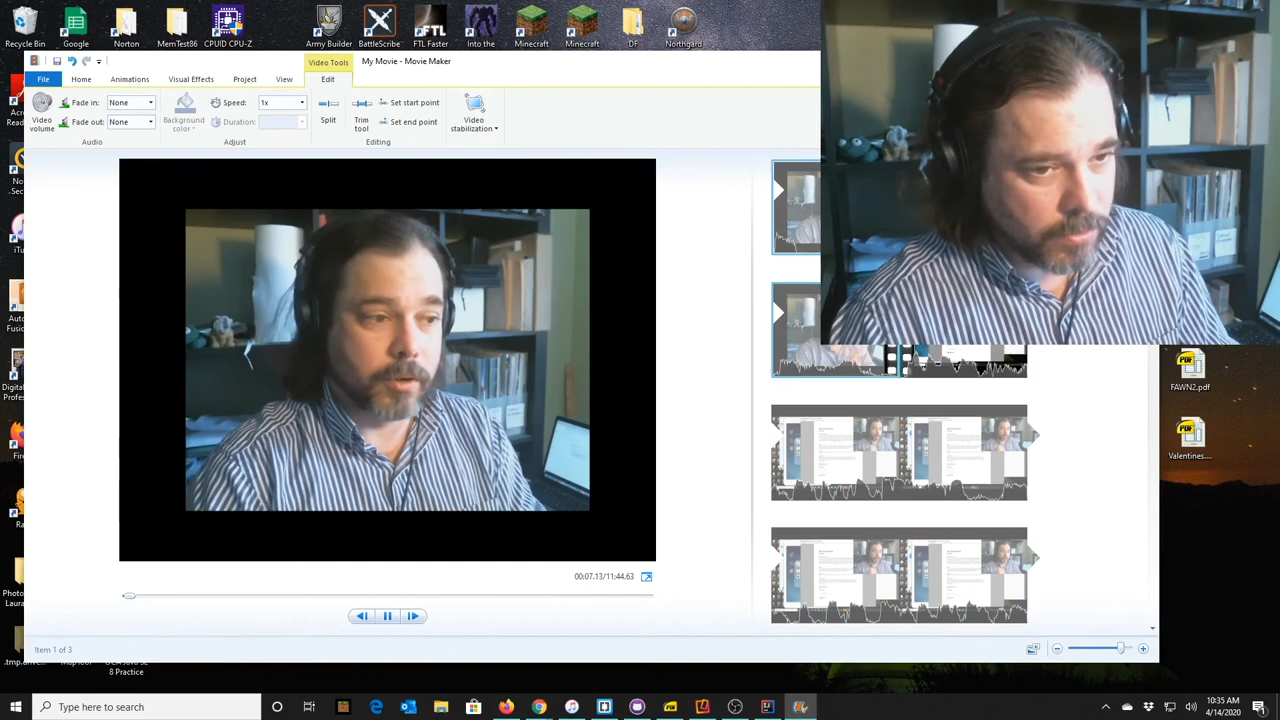 Recycle Bin
Google
Norton
MemTest86
CPUID CPU-Z
Army Builder
BattleScribe
FTL Faster
Into the
Minecraft
Minecraft
DF
Northgard
Video Tools
My Movie - Movie Maker
File
Home
Animations
Visual Effects
Project
View
Edit
Video volume
Fade in: None
Fade out: None
Background color
Speed: 1x
Duration:
Split
Trim tool
Set start point
Set end point
Video stabilization
Audio
Adjust
Editing
FAWN2.pdf
Valentines....
00:07.13/11:44.63
Item 1 of 3
8 Practice
Type here to search
10:35 AM
4/14/2020